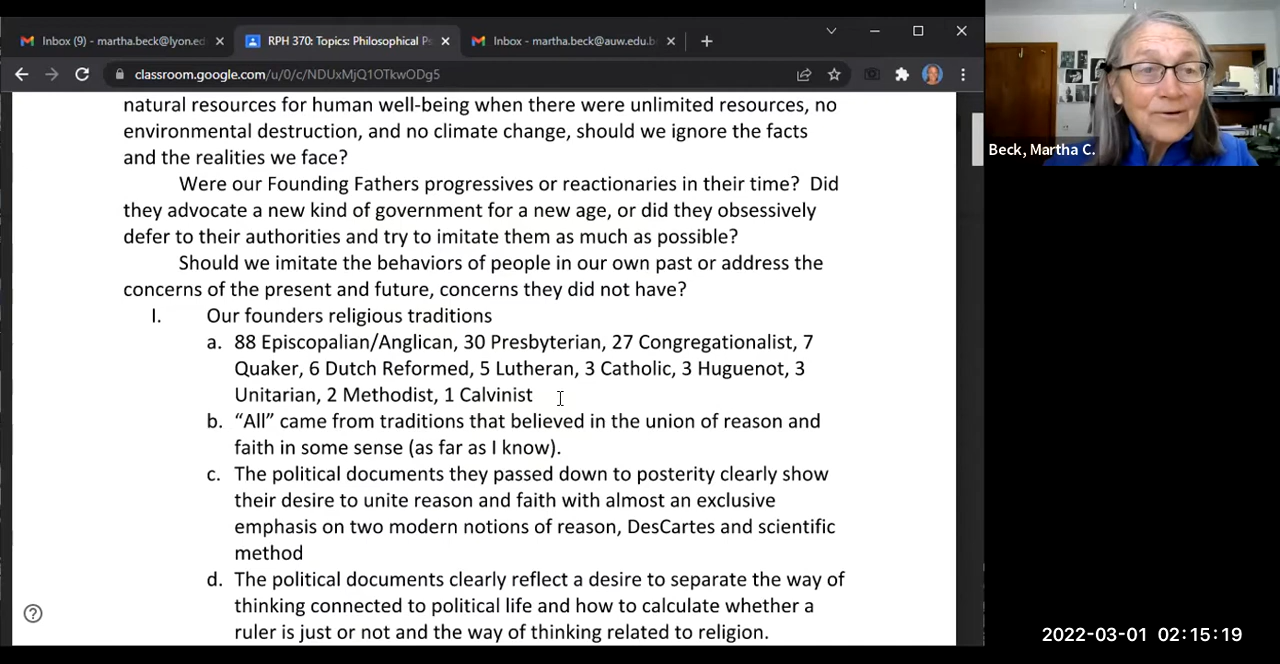 Inbox (9) - martha.beck@lyon.ed
RPH 370: Topics: Philosophical Ps
Inbox - martha.beck@auw.edu.b
classroom.google.com/u/0/c/NDUxMjQ1OTkwODg5
natural resources for human well-being when there were unlimited resources, no
environmental destruction, and no climate change, should we ignore the facts
and the realities we face?
Were our Founding Fathers progressives or reactionaries in their time? Did
they advocate a new kind of government for a new age, or did they obsessively
defer to their authorities and try to imitate them as much as possible?
Should we imitate the behaviors of people in our own past or address the
concerns of the present and future, concerns they did not have?
I. Our founders religious traditions
a. 88 Episcopalian/Anglican, 30 Presbyterian, 27 Congregationalist, 7
Quaker, 6 Dutch Reformed, 5 Lutheran, 3 Catholic, 3 Huguenot, 3
Unitarian, 2 Methodist, 1 Calvinist
b. “All” came from traditions that believed in the union of reason and
faith in some sense (as far as I know).
c. The political documents they passed down to posterity clearly show
their desire to unite reason and faith with almost an exclusive
emphasis on two modern notions of reason, DesCartes and scientific
method
d. The political documents clearly reflect a desire to separate the way of
thinking connected to political life and how to calculate whether a
ruler is just or not and the way of thinking related to religion.
Beck, Martha C.
2022-03-01 02:15:19